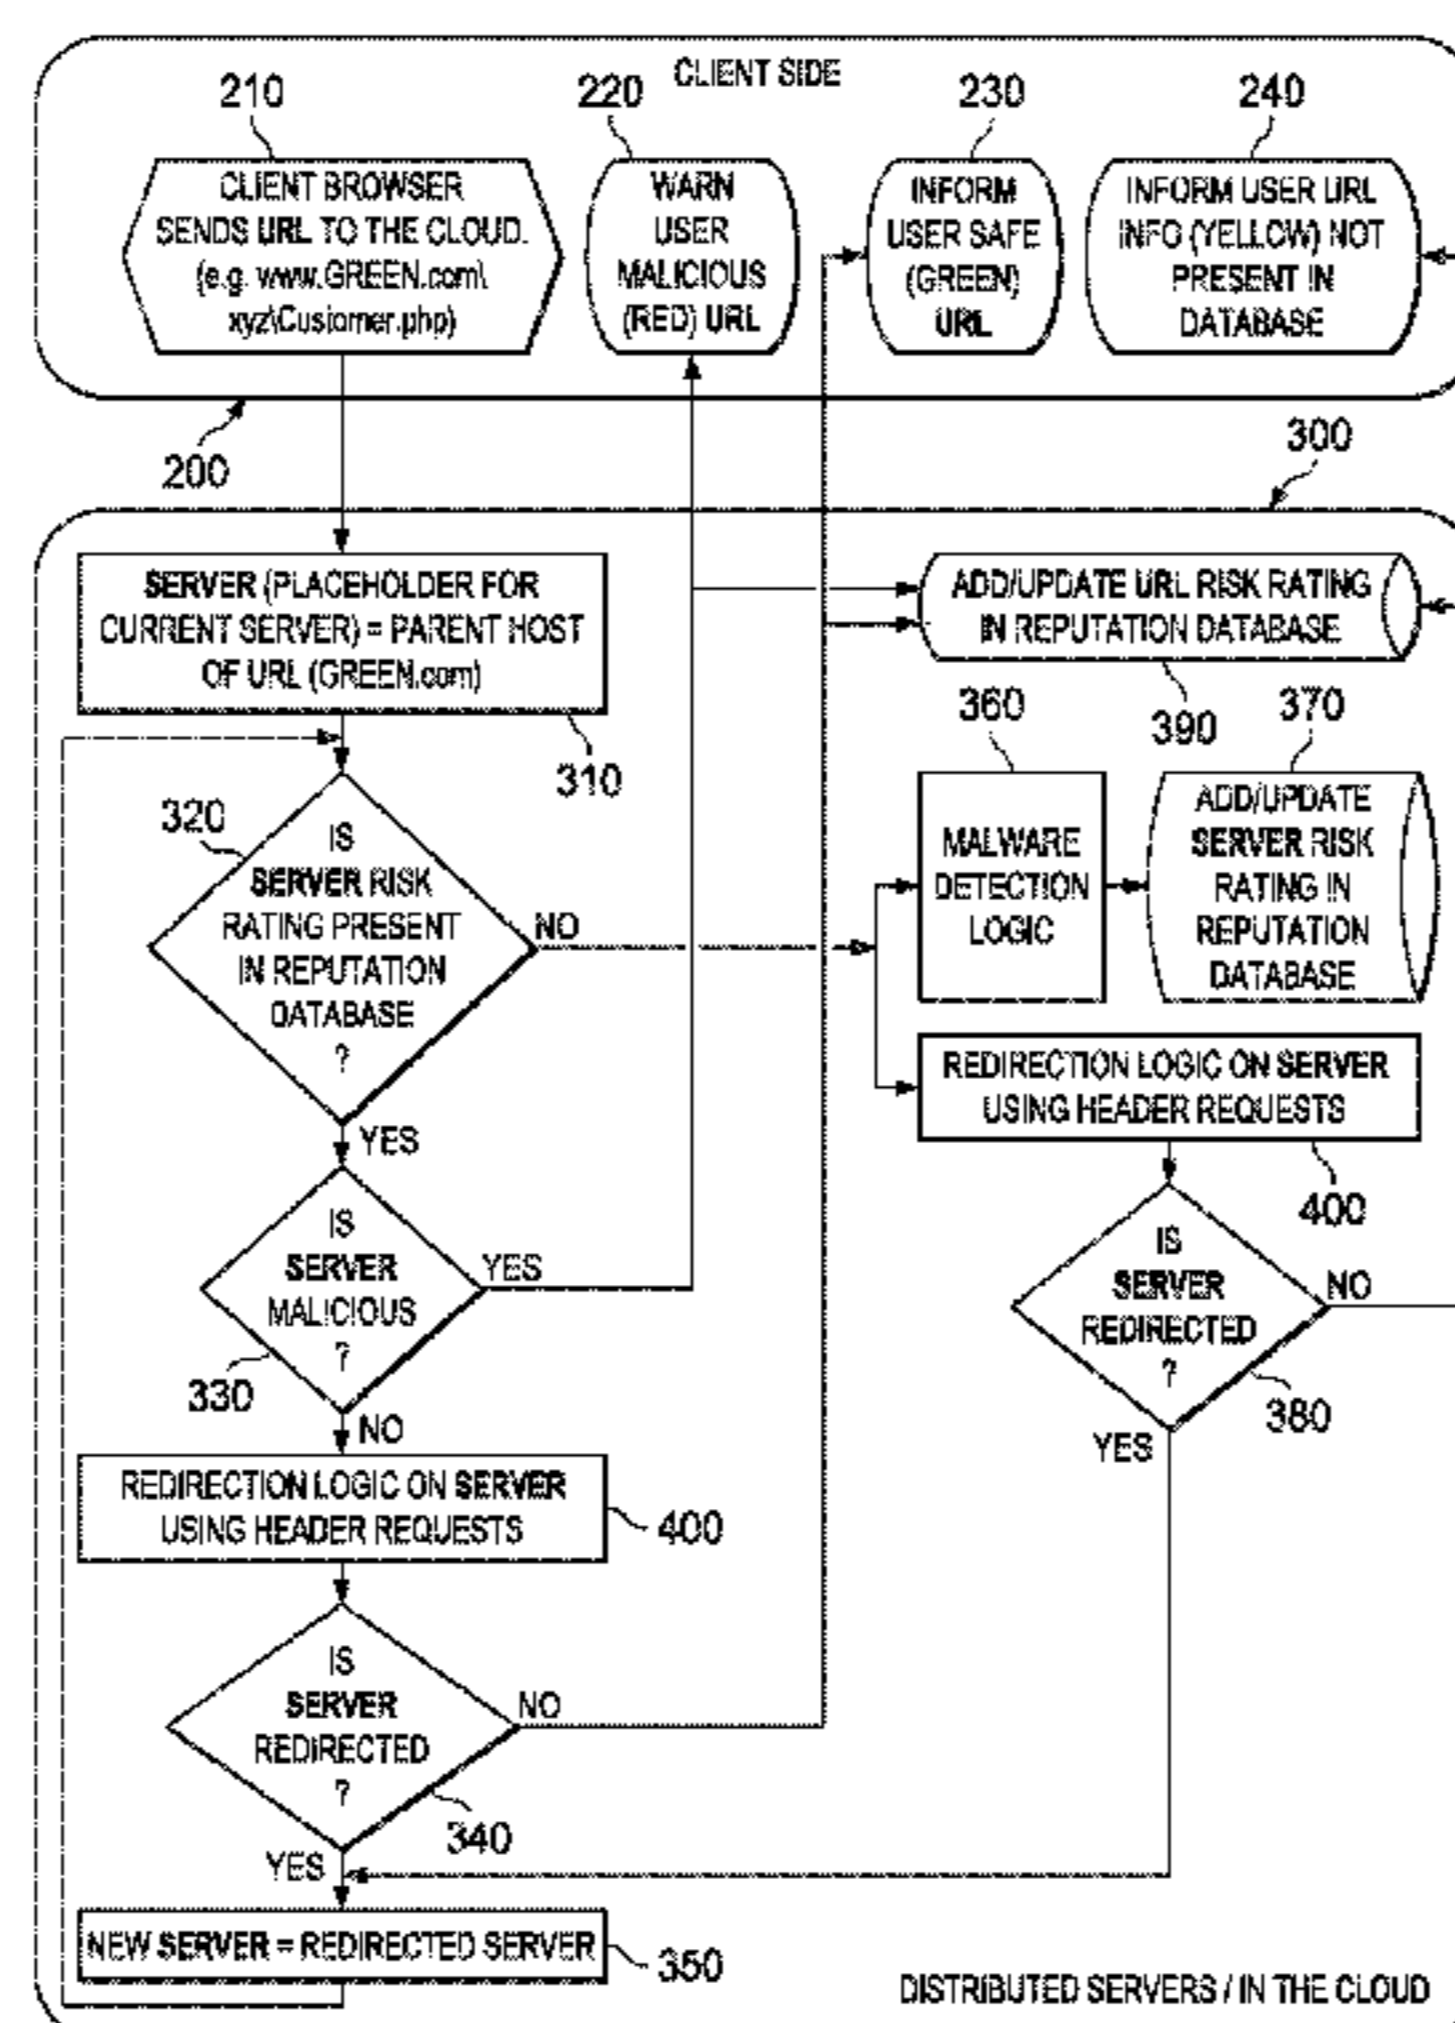 CLIENT SIDE
210
220
230
240
CLIENT BROWSER
SENDS URL TO THE CLOUD.
(e.g. www.GREEN.com\
xyz\Customer.php)
WARN
USER
MALICIOUS
(RED) URL
INFORM
USER SAFE
(GREEN)
URL
INFORM USER URL
INFO (YELLOW) NOT
PRESENT IN
DATABASE
200
300
SERVER (PLACEHOLDER FOR
CURRENT SERVER) = PARENT HOST
OF URL (GREEN.com)
310
ADD/UPDATE URL RISK RATING
IN REPUTATION DATABASE
390
320
IS
SERVER RISK
RATING PRESENT
IN REPUTATION
DATABASE
?
NO
YES
360
MALWARE
DETECTION
LOGIC
370
ADD/UPDATE
SERVER RISK
RATING IN
REPUTATION
DATABASE
REDIRECTION LOGIC ON SERVER
USING HEADER REQUESTS
400
IS
SERVER
MALICIOUS
?
YES
330
NO
IS
SERVER
REDIRECTED
?
NO
380
YES
REDIRECTION LOGIC ON SERVER
USING HEADER REQUESTS
400
IS
SERVER
REDIRECTED
?
NO
340
YES
NEW SERVER = REDIRECTED SERVER
350
DISTRIBUTED SERVERS / IN THE CLOUD